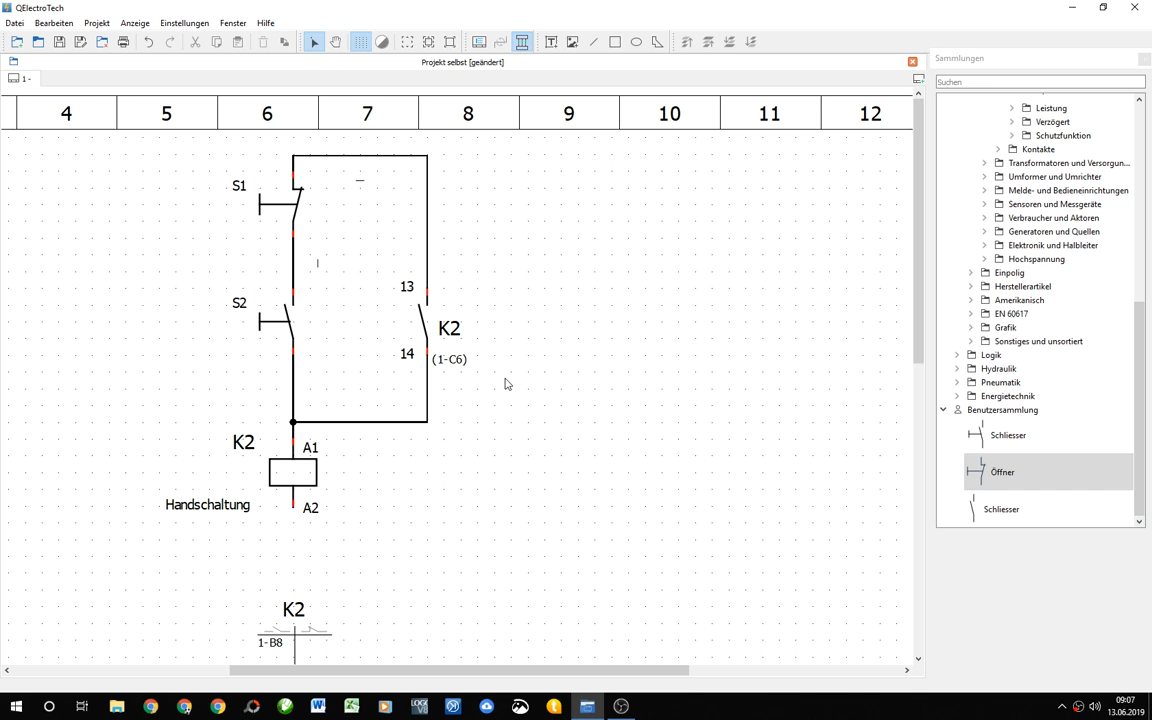 QElectroTech
Datei Bearbeiten Projekt Anzeige Einstellungen Fenster Hilfe
Projekt selbst [geändert]
1 -
4 5 6 7 8 9 10 11 12
S1
S2
13
K2
14
(1-C6)
K2
A1
Handschaltung
A2
K2
1-B8
Sammlungen
Suchen
Leistung
Verzögert
Schutzfunktion
Kontakte
Transformatoren und Versorgun...
Umformer und Umrichter
Melde- und Bedieneinrichtungen
Sensoren und Messgeräte
Verbraucher und Aktoren
Generatoren und Quellen
Elektronik und Halbleiter
Hochspannung
Einpolig
Herstellerartikel
Amerikanisch
EN 60617
Grafik
Sonstiges und unsortiert
Logik
Hydraulik
Pneumatik
Energietechnik
Benutzersammlung
Schliesser
Öffner
Schliesser
09:07
13.06.2019